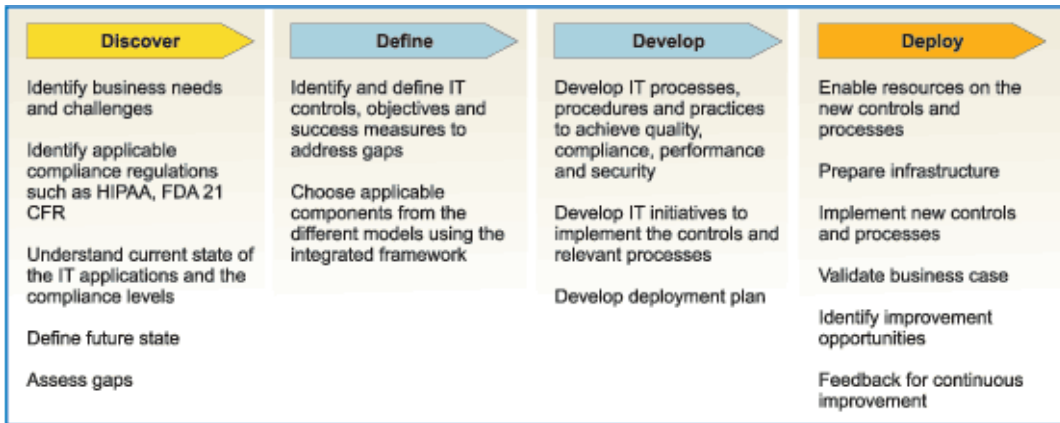 Discover
Identify business needs
and challenges
Identify applicable
compliance regulations
such as HIPAA, FDA 21
CFR
Understand current state of
the IT applications and the
compliance levels
Define future state
Assess gaps
Define
Identify and define IT
controls, objectives and
success measures to
address gaps
Choose applicable
components from the
different models using the
integrated framework
Develop
Develop IT processes,
procedures and practices
to achieve quality,
compliance, performance
and security
Develop IT initiatives to
implement the controls and
relevant processes
Develop deployment plan
Deploy
Enable resources on the
new controls and
processes
Prepare infrastructure
Implement new controls
and processes
Validate business case
Identify improvement
opportunities
Feedback for continuous
improvement